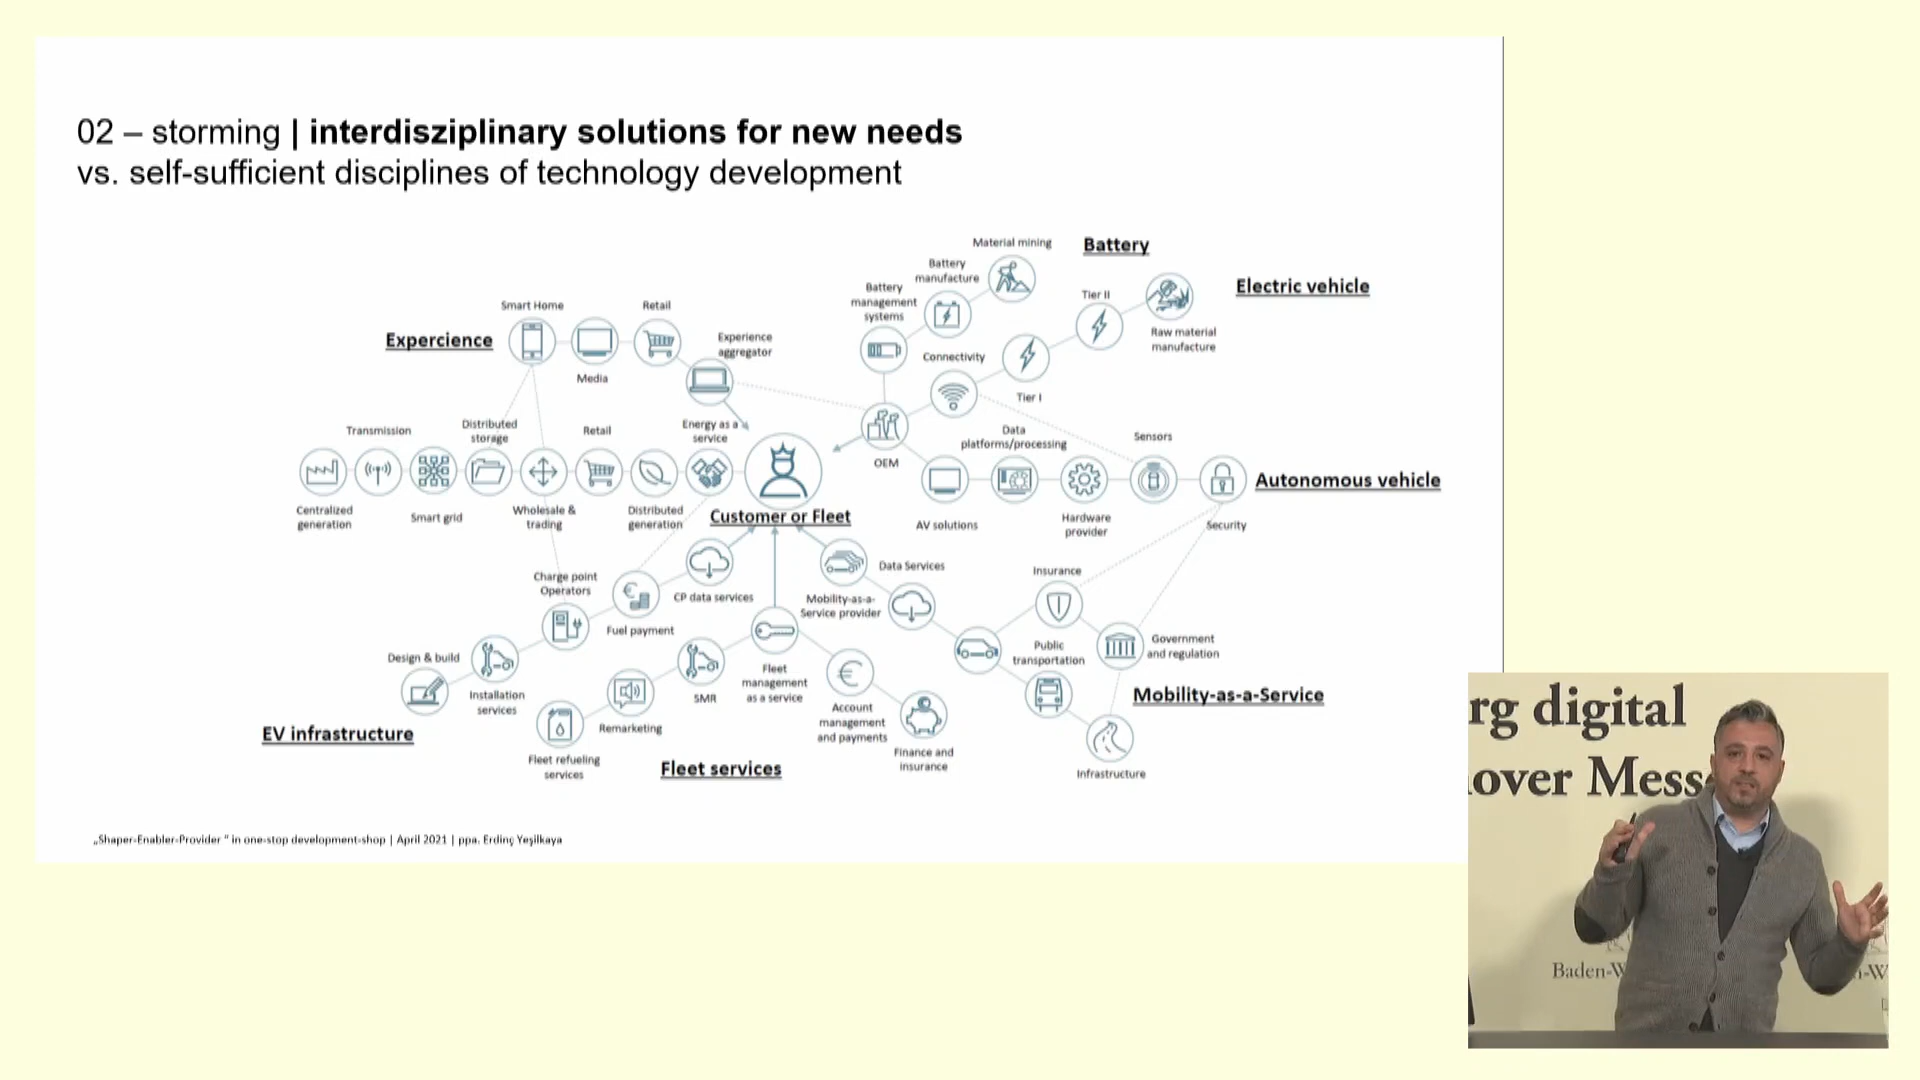 02 – storming | interdisziplinary solutions for new needs
vs. self-sufficient disciplines of technology development
Material mining
Battery
Battery
manufacture
Electric vehicle
Battery
management
systems
Tier II
Smart Home
Retail
Expercience
Experience
aggregator
Raw material
manufacture
Connectivity
Media
Tier I
Transmission
Distributed
storage
Retail
Energy as a
service
Data
platforms/processing
Sensors
OEM
Autonomous vehicle
Centralized
generation
Smart grid
Wholesale &
trading
Distributed
generation
Customer or Fleet
AV solutions
Hardware
provider
Security
Charge point
Operators
Data Services
Insurance
CP data services
Mobility-as-a-
Service provider
Fuel payment
Public
transportation
Government
and regulation
Design & build
Installation
services
SMR
Fleet
management
as a service
Mobility-as-a-Service
Account
management
and payments
EV infrastructure
Remarketing
Fleet refueling
services
Fleet services
Finance and
insurance
Infrastructure
„Shaper-Enabler-Provider “ in one-stop development-shop | April 2021 | ppa. Erdinç Yeşilkaya
rg digital
over Mess
Baden-W
-W